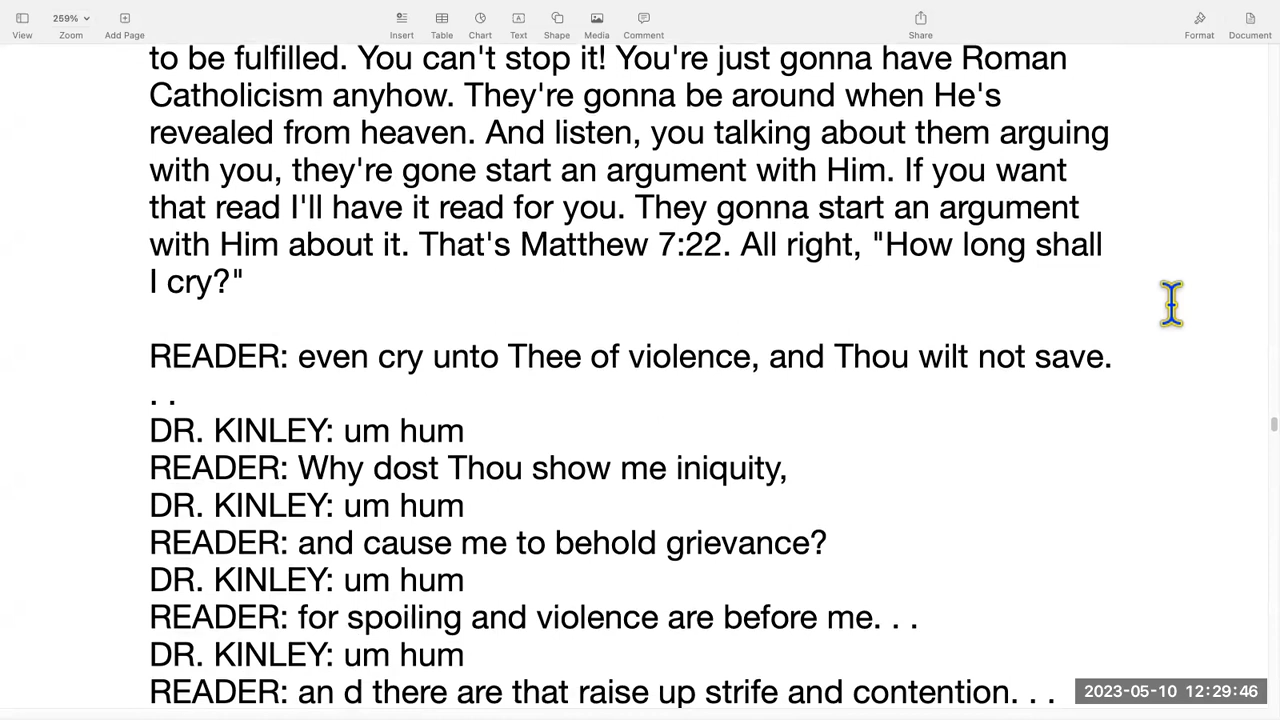 259%
View
Zoom
Add Page
Insert
Table
Chart
Text
Shape
Media
Comment
Share
Format
Document
to be fulfilled. You can't stop it! You're just gonna have Roman
Catholicism anyhow. They're gonna be around when He's
revealed from heaven. And listen, you talking about them arguing
with you, they're gone start an argument with Him. If you want
that read I'll have it read for you. They gonna start an argument
with Him about it. That's Matthew 7:22. All right, "How long shall
I cry?"
READER: even cry unto Thee of violence, and Thou wilt not save.
. .
DR. KINLEY: um hum
READER: Why dost Thou show me iniquity,
DR. KINLEY: um hum
READER: and cause me to behold grievance?
DR. KINLEY: um hum
READER: for spoiling and violence are before me. . .
DR. KINLEY: um hum
READER: an d there are that raise up strife and contention. . .
2023-05-10 12:29:46